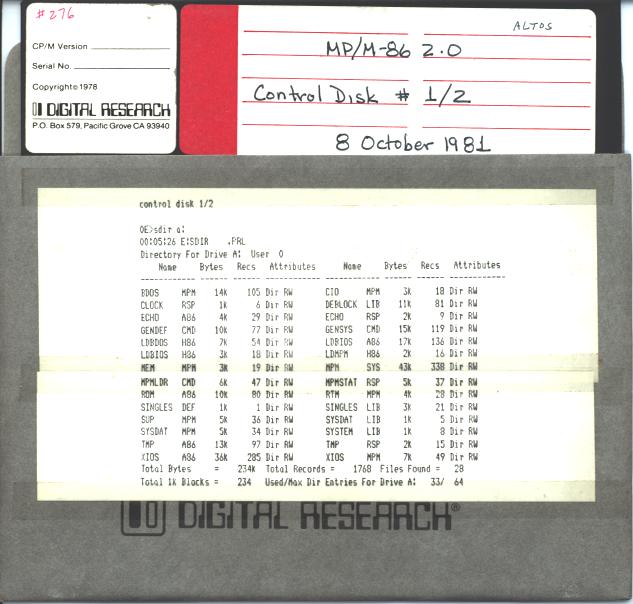 #276
CP/M Version
Serial No.
Copyright© 1978
DIGITAL RESEARCH
P.O. Box 579, Pacific Grove CA 93940
ALTOS
MP/M-86 2.0
Control Disk # 1/2
8 October 1981
control disk 1/2
0E>sdir a:
00:05:26 E:SDIR .PRL
Directory For Drive A: User 0
Name Bytes Recs Attributes Name Bytes Recs Attributes
BDOS MPM 14k 105 Dir RW CIO MPM 3k 18 Dir RW
CLOCK RSP 1k 6 Dir RW DEBLOCK LIB 11k 81 Dir RW
ECHO A86 4k 29 Dir RW ECHO RSP 2k 9 Dir RW
GENDEF CMD 10k 77 Dir RW GENSYS CMD 15k 119 Dir RW
LDBDOS H86 7k 54 Dir RW LDBIOS A86 17k 136 Dir RW
LDBIOS H86 3k 18 Dir RW LDMPM H86 2k 16 Dir RW
MEM MPM 3k 19 Dir RW MPM SYS 43k 338 Dir RW
MPMLDR CMD 6k 47 Dir RW MPMSTAT RSP 5k 37 Dir RW
ROM A86 10k 80 Dir RW RTM MPM 4k 28 Dir RW
SINGLES DEF 1k 1 Dir RW SINGLES LIB 3k 21 Dir RW
SUP MPM 5k 36 Dir RW SYSDAT LIB 1k 5 Dir RW
SYSDAT MPM 5k 34 Dir RW SYSTEM LIB 1k 8 Dir RW
TMP A86 13k 97 Dir RW TMP RSP 2k 15 Dir RW
XIOS A86 36k 285 Dir RW XIOS MPM 7k 49 Dir RW
Total Bytes = 234k Total Records = 1768 Files Found = 28
Total 1k Blocks = 234 Used/Max Dir Entries For Drive A: 33/ 64
DIGITAL RESEARCH®